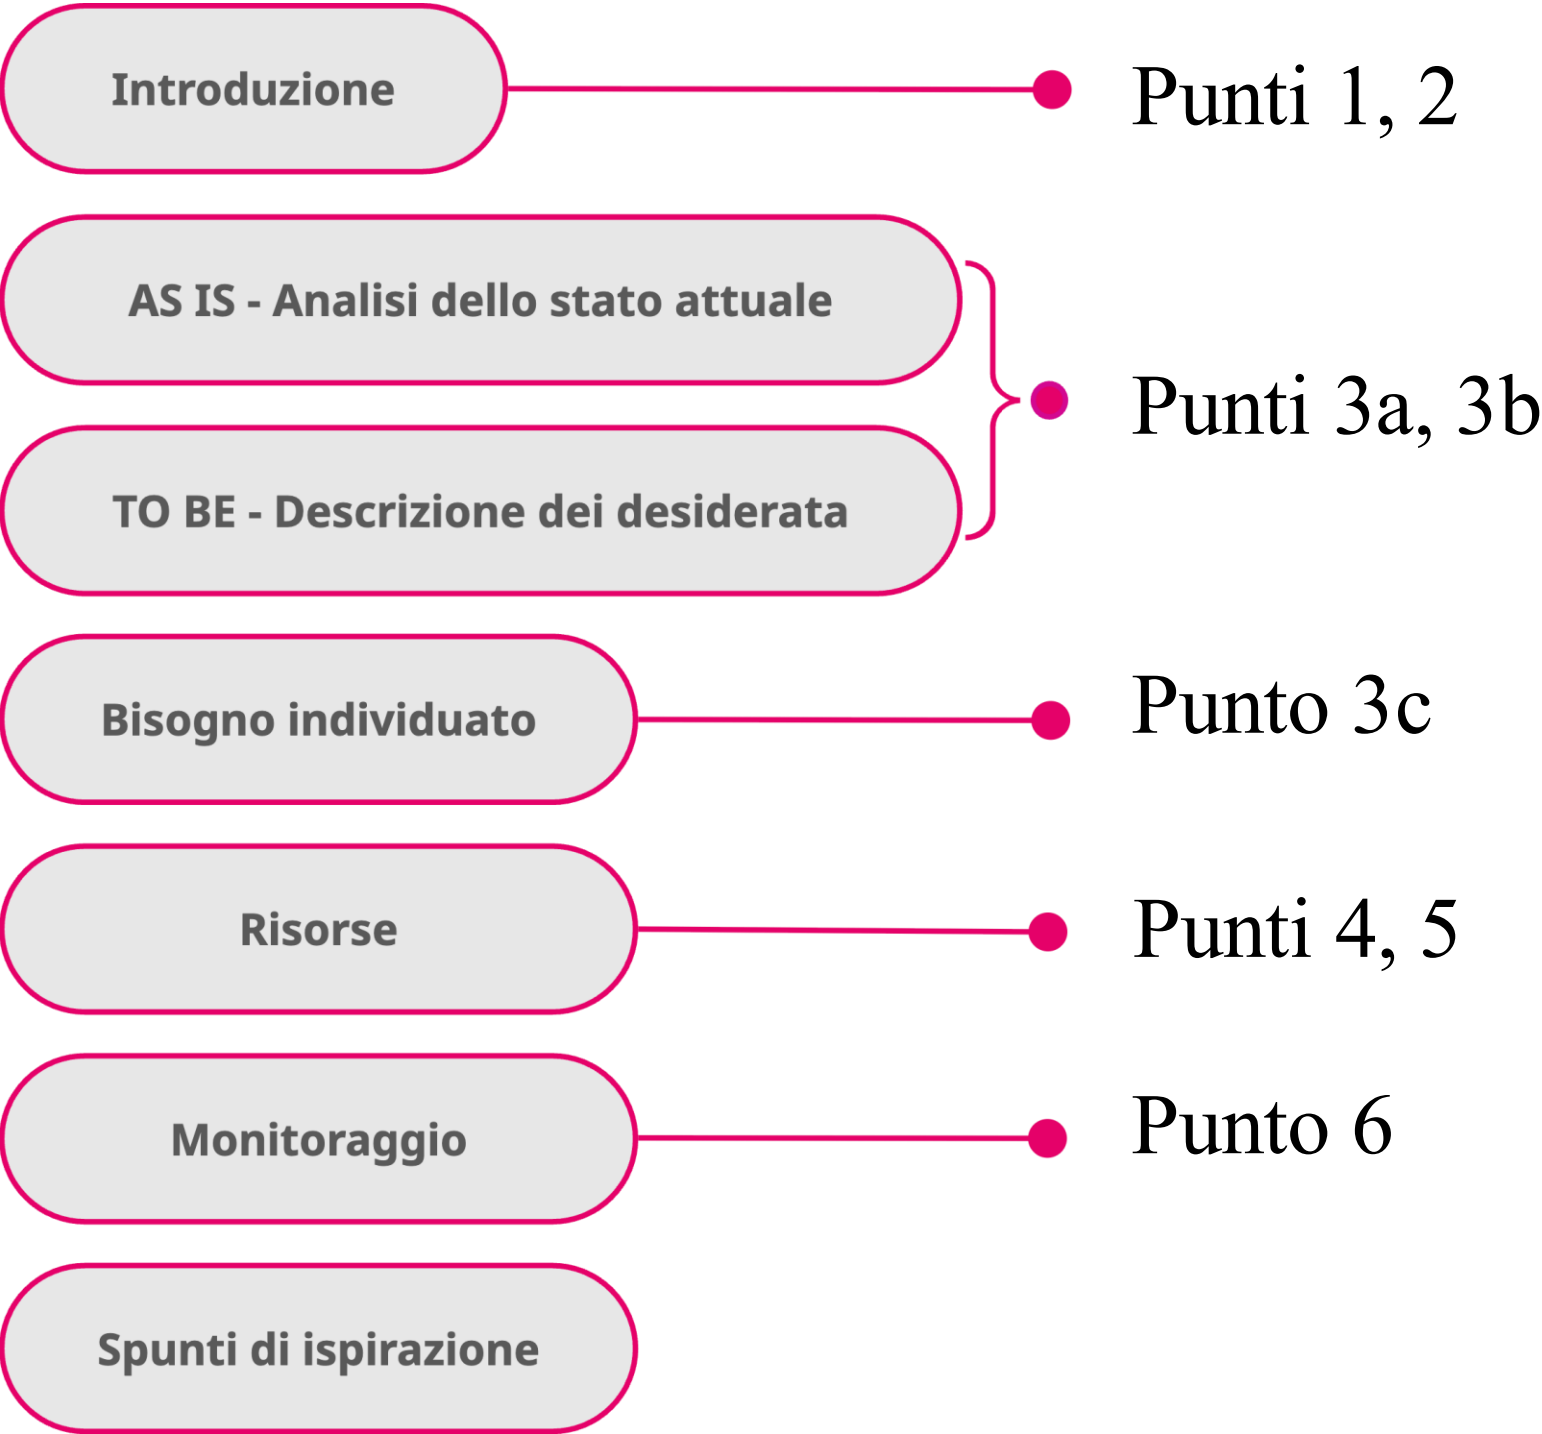 Introduzione
Punti 1, 2
AS IS - Analisi dello stato attuale
Punti 3a, 3b
TO BE - Descrizione dei desiderata
Bisogno individuato
Punto 3c
Risorse
Punti 4, 5
Monitoraggio
Punto 6
Spunti di ispirazione